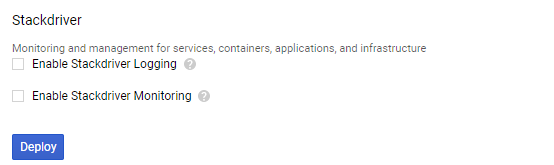 Stackdriver
Monitoring and management for services, containers, applications, and infrastructure
Enable Stackdriver Logging ?
Enable Stackdriver Monitoring ?
Deploy